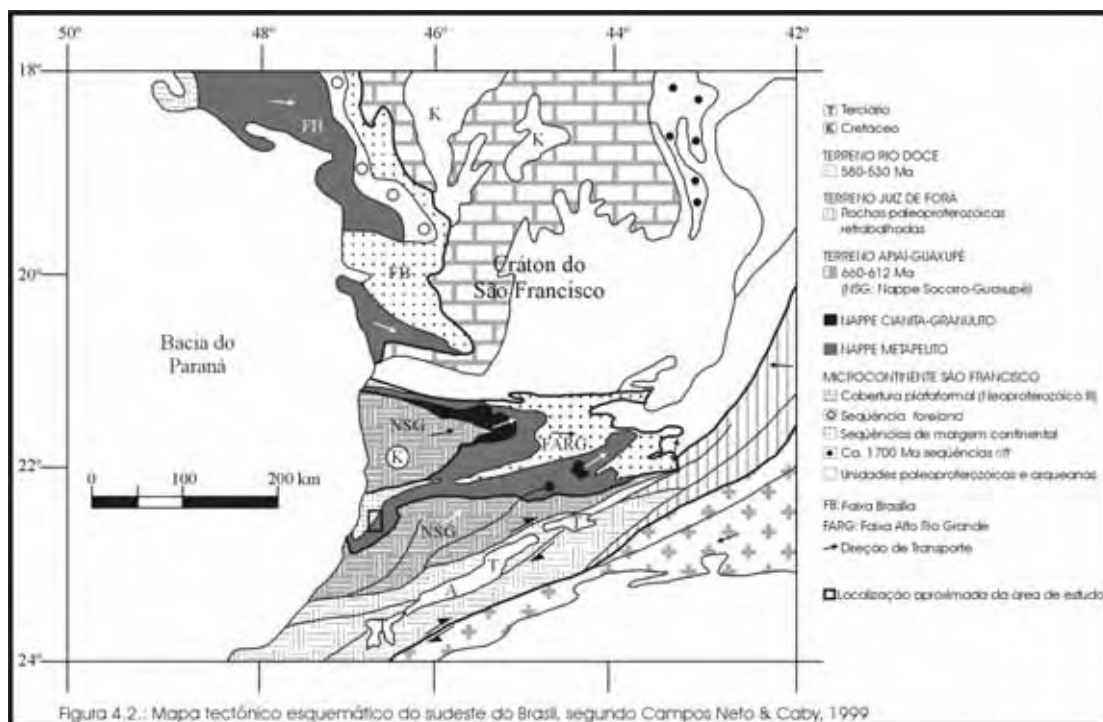 50° 48° 46° 44° 42°
18°
20°
22°
24°
FB
K
K
FB
Cráton do
São Francisco
Bacia do
Paraná
NSG
FARG
K
NSG
T
A
0 100 200 km
T Terciário
K Cretaceo
TERRENO RIO DOCE
580-530 Ma
TERRENO JUIZ DE FORA
Rochas paleoproterozóicas
retrabalhadas
TERRENO APIAÍ-GUAXUPÉ
660-612 Ma
(NSG: Nappe Socorro-Guaxupé)
NAPPE CIANITA-GRANULITO
NAPPE METAPELITO
MICROCONTINENTE SÃO FRANCISCO
Cobertura plataformal (Neoproterozóico III)
Seqüência foreland
Seqüências de margem continental
Ca. 1700 Ma seqüências rift
Unidades paleoproterozóicas e arqueanas
FB: Faixa Brasília
FARG: Faixa Alto Rio Grande
Direção de Transporte
Localização aproximada da área de estudo
Figura 4.2.: Mapa tectônico esquemático do sudeste do Brasil, segundo Campos Neto & Caby, 1999